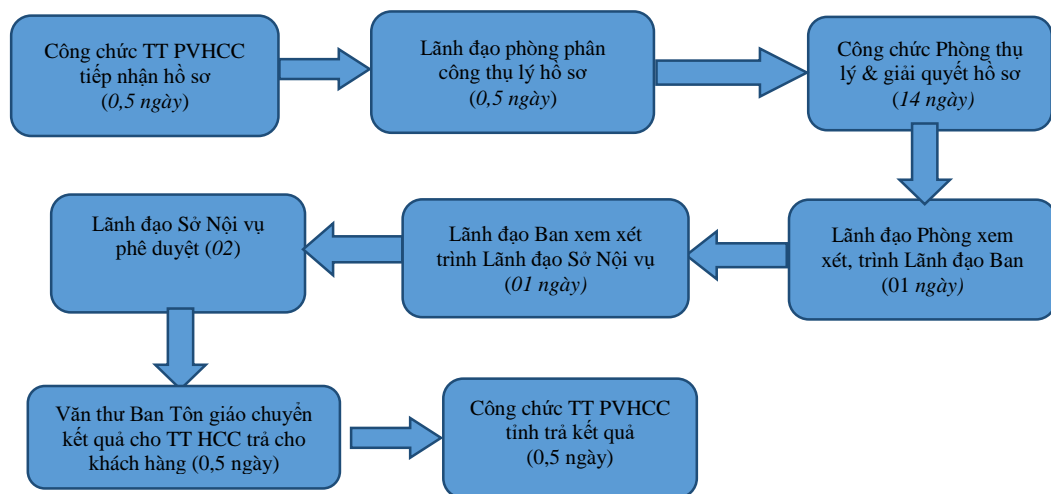 Công chức TT PVHCC
tiếp nhận hồ sơ
(0,5 ngày)
Lãnh đạo phòng phân
công thụ lý hồ sơ
(0,5 ngày)
Công chức Phòng thụ
lý & giải quyết hồ sơ
(14 ngày)
Lãnh đạo Phòng xem
xét, trình Lãnh đạo Ban
(01 ngày)
Lãnh đạo Ban xem xét
trình Lãnh đạo Sở Nội vụ
(01 ngày)
Lãnh đạo Sở Nội vụ
phê duyệt (02)
Văn thư Ban Tôn giáo chuyển
kết quả cho TT HCC trả cho
khách hàng (0,5 ngày)
Công chức TT PVHCC
tỉnh trả kết quả
(0,5 ngày)